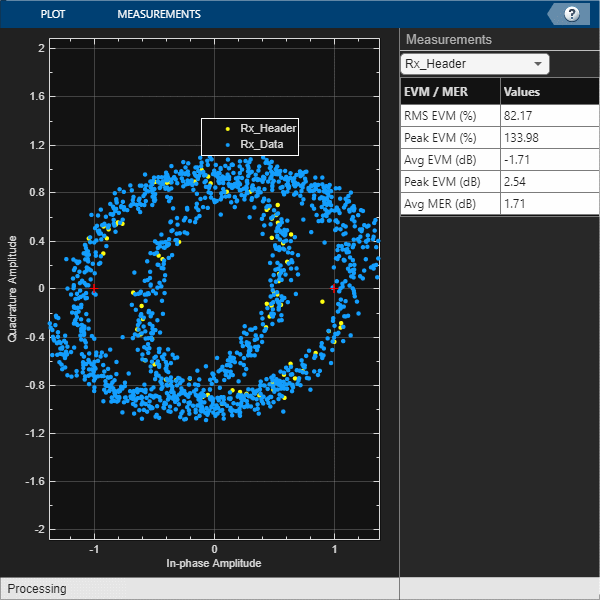 PLOT MEASUREMENTS ?
Measurements
Rx_Header
EVM / MER Values
RMS EVM (%) 82.17
Peak EVM (%) 133.98
Avg EVM (dB) -1.71
Peak EVM (dB) 2.54
Avg MER (dB) 1.71
Rx_Header
Rx_Data
Quadrature Amplitude
2
1.6
1.2
0.8
0.4
0
-0.4
-0.8
-1.2
-1.6
-2
-1 0 1
In-phase Amplitude
Processing